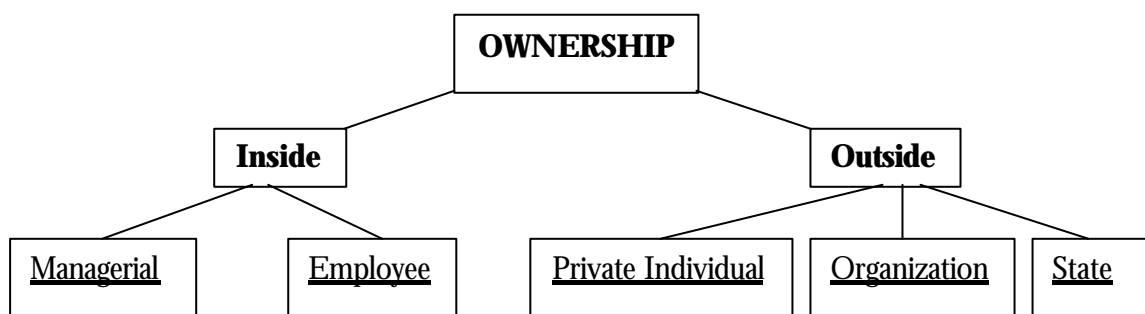 OWNERSHIP
Inside
Outside
Managerial
Employee
Private Individual
Organization
State